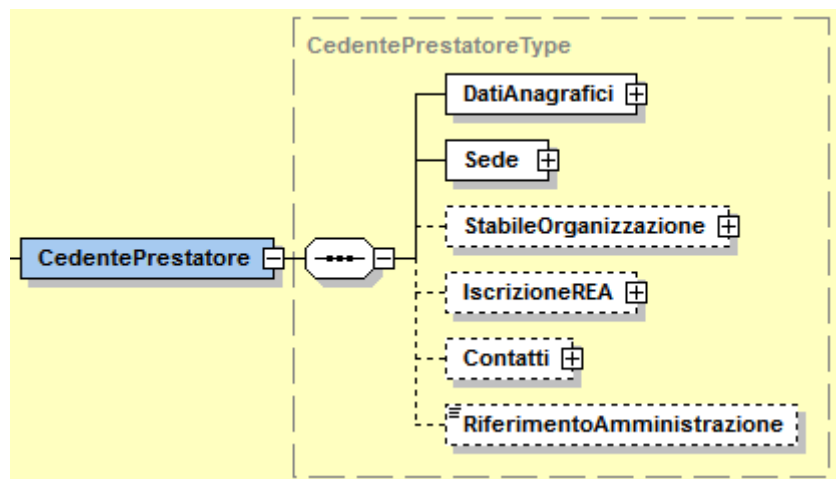 CedentePrestatoreType
DatiAnagrafici
Sede
StabileOrganizzazione
CedentePrestatore
IscrizioneREA
Contatti
RiferimentoAmministrazione